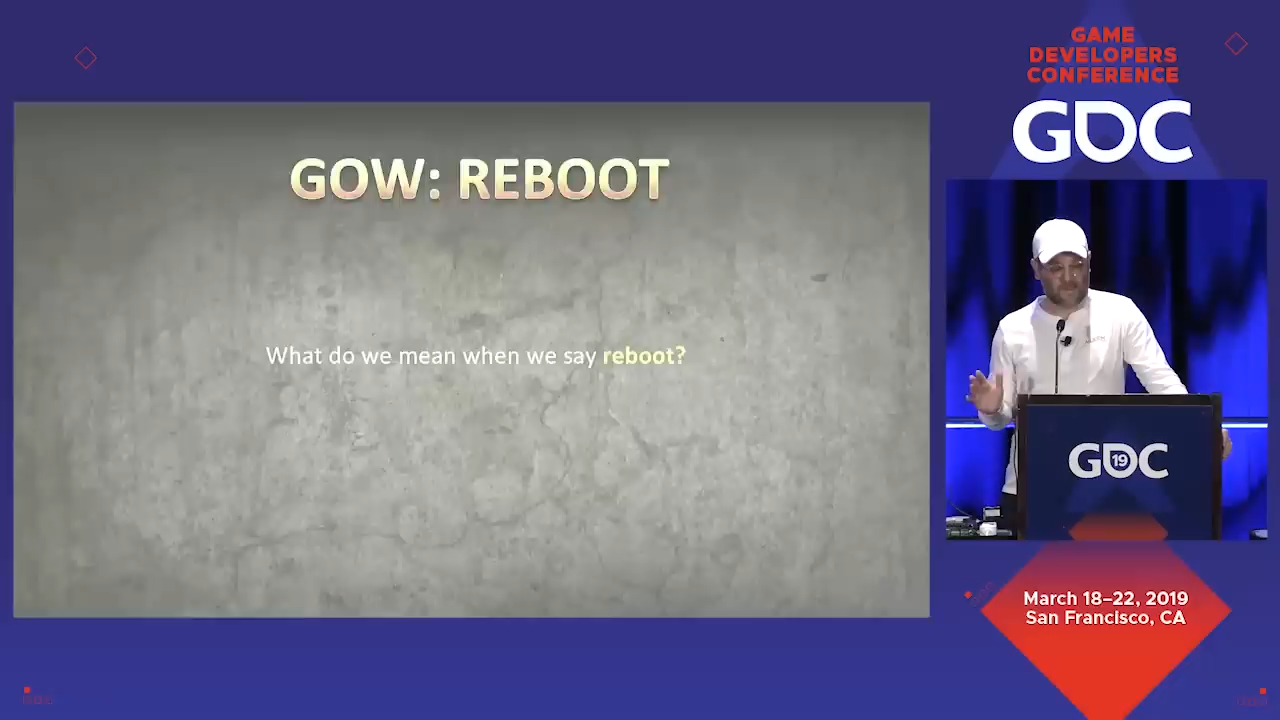 GAME
DEVELOPERS
CONFERENCE
GDC
GOW: REBOOT
What do we mean when we say reboot?
GDC
19
March 18–22, 2019
San Francisco, CA